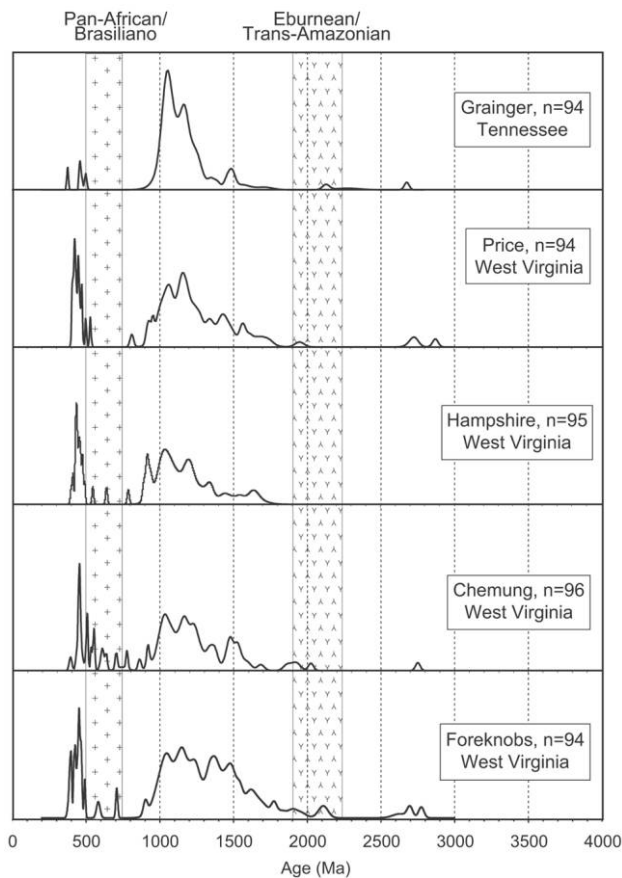 Pan-African/
Brasiliano
Eburnean/
Trans-Amazonian
Grainger, n=94
Tennessee
Price, n=94
West Virginia
Hampshire, n=95
West Virginia
Chemung, n=96
West Virginia
Foreknobs, n=94
West Virginia
0 500 1000 1500 2000 2500 3000 3500 4000
Age (Ma)